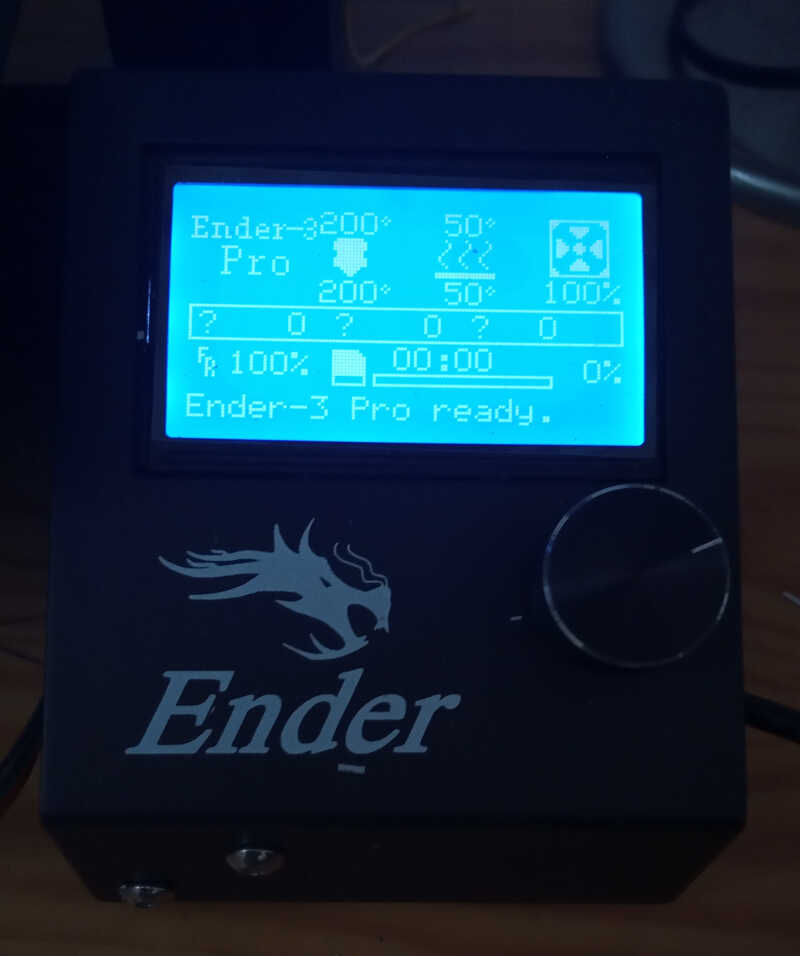 Ender-3 200° 50°
Pro
200° 50° 100%
? 0 ? 0 ? 0
FR 100% 00:00 0%
Ender-3 Pro ready.
Ender